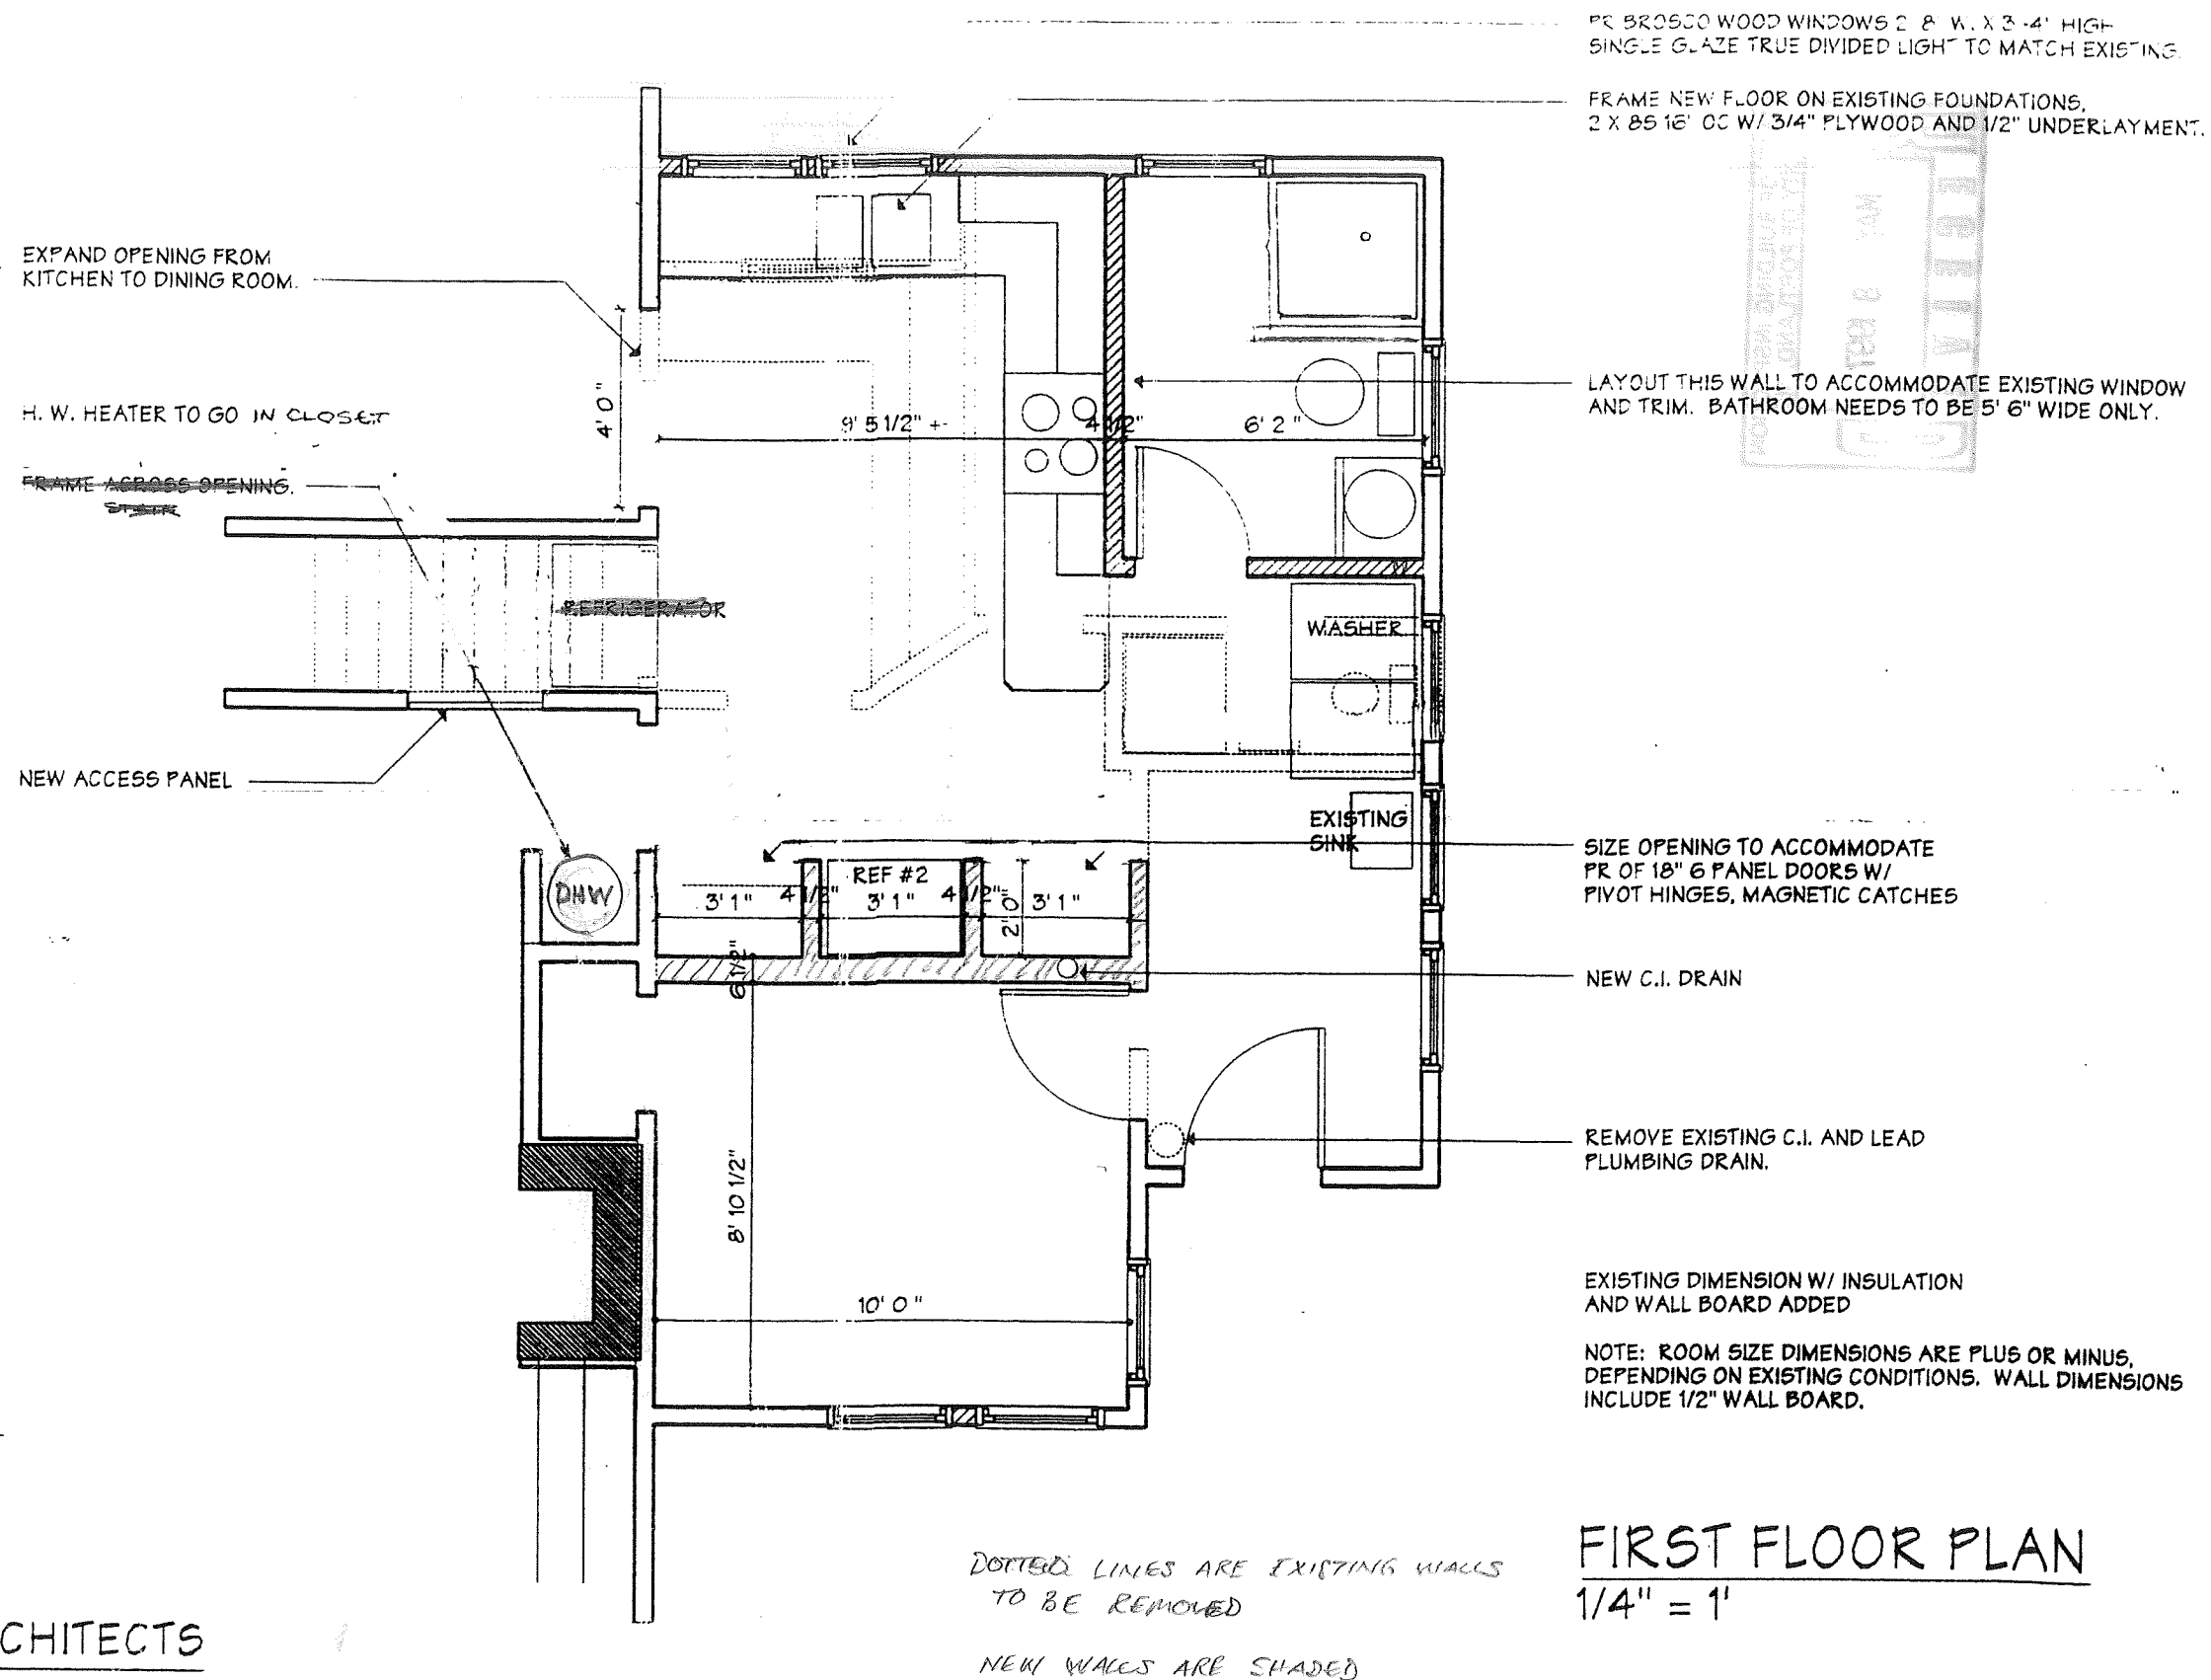 PR BROSCO WOOD WINDOWS 2' 8" W. X 3'-4" HIGH
SINGLE GLAZE TRUE DIVIDED LIGHT TO MATCH EXISTING.
FRAME NEW FLOOR ON EXISTING FOUNDATIONS,
2 X 8S 16" OC W/ 3/4" PLYWOOD AND 1/2" UNDERLAYMENT.
EXPAND OPENING FROM
KITCHEN TO DINING ROOM.
4' 0"
H. W. HEATER TO GO IN CLOSET
FRAME ACROSS OPENING.
STAIR
LAYOUT THIS WALL TO ACCOMMODATE EXISTING WINDOW
AND TRIM. BATHROOM NEEDS TO BE 5' 6" WIDE ONLY.
9' 5 1/2" +-
4 1/2"
6' 2"
REFRIGERATOR
WASHER
NEW ACCESS PANEL
EXISTING
SINK
SIZE OPENING TO ACCOMMODATE
PR OF 18" 6 PANEL DOORS W/
PIVOT HINGES, MAGNETIC CATCHES
DHW
REF #2
3' 1"
4 1/2"
3' 1"
4 1/2"
2' 0"
3' 1"
6 1/2"
NEW C.I. DRAIN
REMOVE EXISTING C.I. AND LEAD
PLUMBING DRAIN.
8' 10 1/2"
10' 0"
EXISTING DIMENSION W/ INSULATION
AND WALL BOARD ADDED
NOTE: ROOM SIZE DIMENSIONS ARE PLUS OR MINUS,
DEPENDING ON EXISTING CONDITIONS. WALL DIMENSIONS
INCLUDE 1/2" WALL BOARD.
FIRST FLOOR PLAN
1/4" = 1'
DOTTED LINES ARE EXISTING WALLS
TO BE REMOVED
NEW WALLS ARE SHADED
CHITECTS